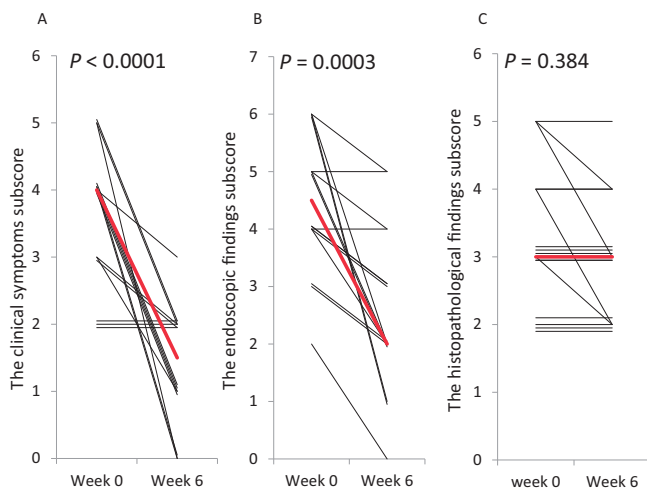 A
P < 0.0001
The clinical symptoms subscore
6
5
4
3
2
1
0
Week 0 Week 6
B
P = 0.0003
The endoscopic findings subscore
7
6
5
4
3
2
1
0
Week 0 Week 6
C
P = 0.384
The histopathological findings subscore
6
5
4
3
2
1
0
week 0 Week 6